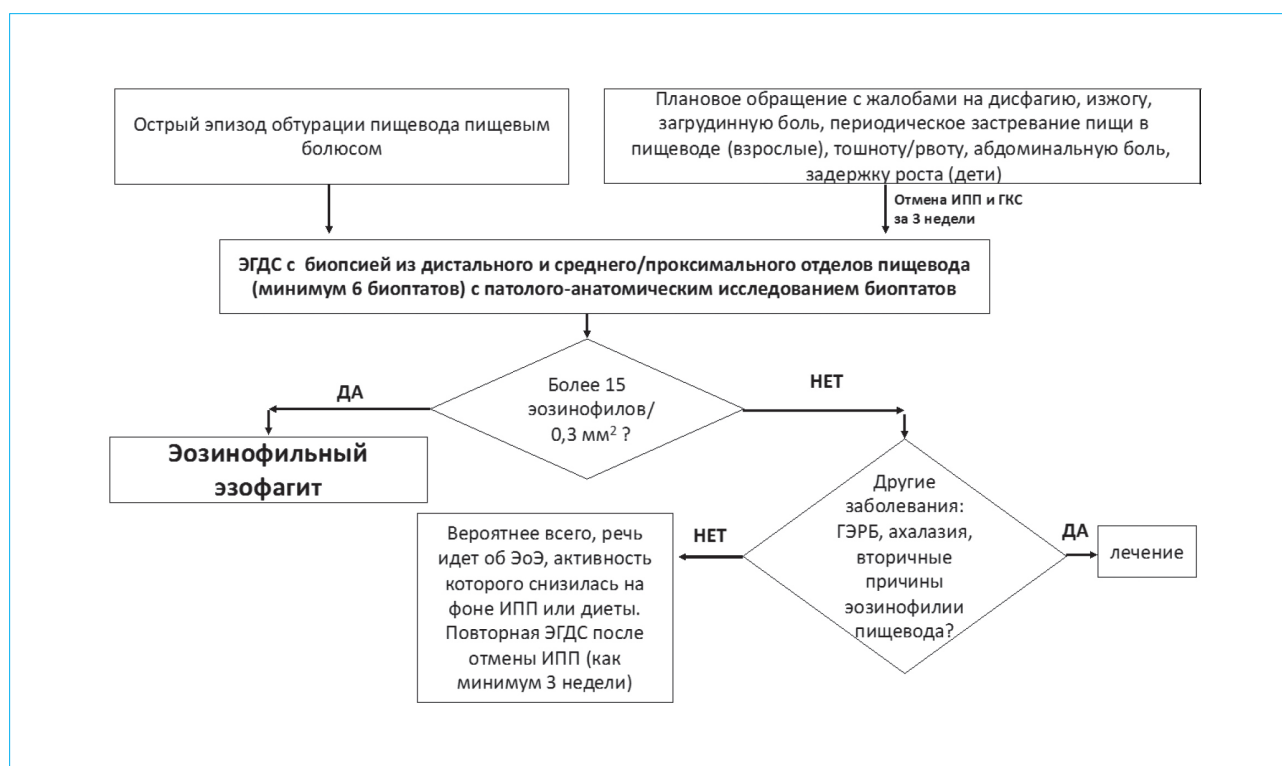 Острый эпизод обтурации пищевода пищевым
болюсом
Плановое обращение с жалобами на дисфагию, изжогу,
загрудинную боль, периодическое застревание пищи в
пищеводе (взрослые), тошноту/рвоту, абдоминальную боль,
задержку роста (дети)
Отмена ИПП и ГКС
за 3 недели
ЭГДС с биопсией из дистального и среднего/проксимального отделов пищевода
(минимум 6 биоптатов) с патолого-анатомическим исследованием биоптатов
Более 15
эозинофилов/
0,3 мм² ?
ДА
НЕТ
Эозинофильный
эзофагит
Другие
заболевания:
ГЭРБ, ахалазия,
вторичные
причины
эозинофилии
пищевода?
НЕТ
ДА
Вероятнее всего, речь
идет об ЭоЭ, активность
которого снизилась на
фоне ИПП или диеты.
Повторная ЭГДС после
отмены ИПП (как
минимум 3 недели)
лечение